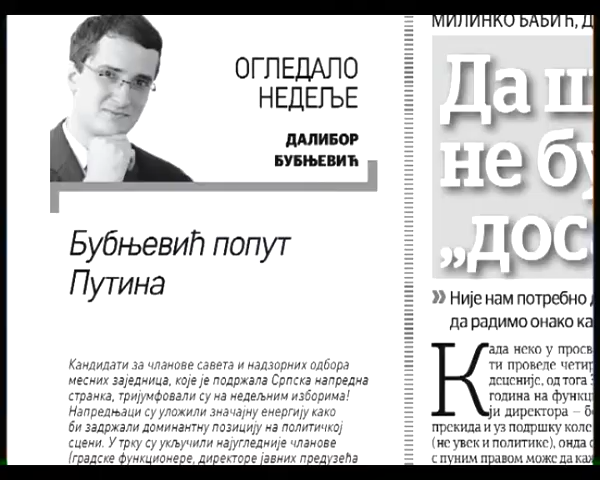 ОГЛЕДАЛО
НЕДЕЉЕ
ДАЛИБОР
БУБЊЕВИЋ
Бубњевић попут
Путина
Кандидати за чланове савета и надзорних одбора
месних заједница, које је подржала Српска напредна
странка, тријумфовали су на недељним изборима!
Напредњаци су уложили значајну енергију како
би задржали доминантну позицију на политичкој
сцени. У трку су укључили најугледније чланове
(градске функционере, директоре јавних предузећа
МИЛИНКО БАБИЋ, Д
Да ш
не бу
„дос
» Није нам потребно
да радимо онако ка
Када неко у просв
ти проведе четир
деценије, од тога
година на функц
ји директора – б
прекида и уз подршку коле
(не увек и политике), онда
с пуним правом може да каж